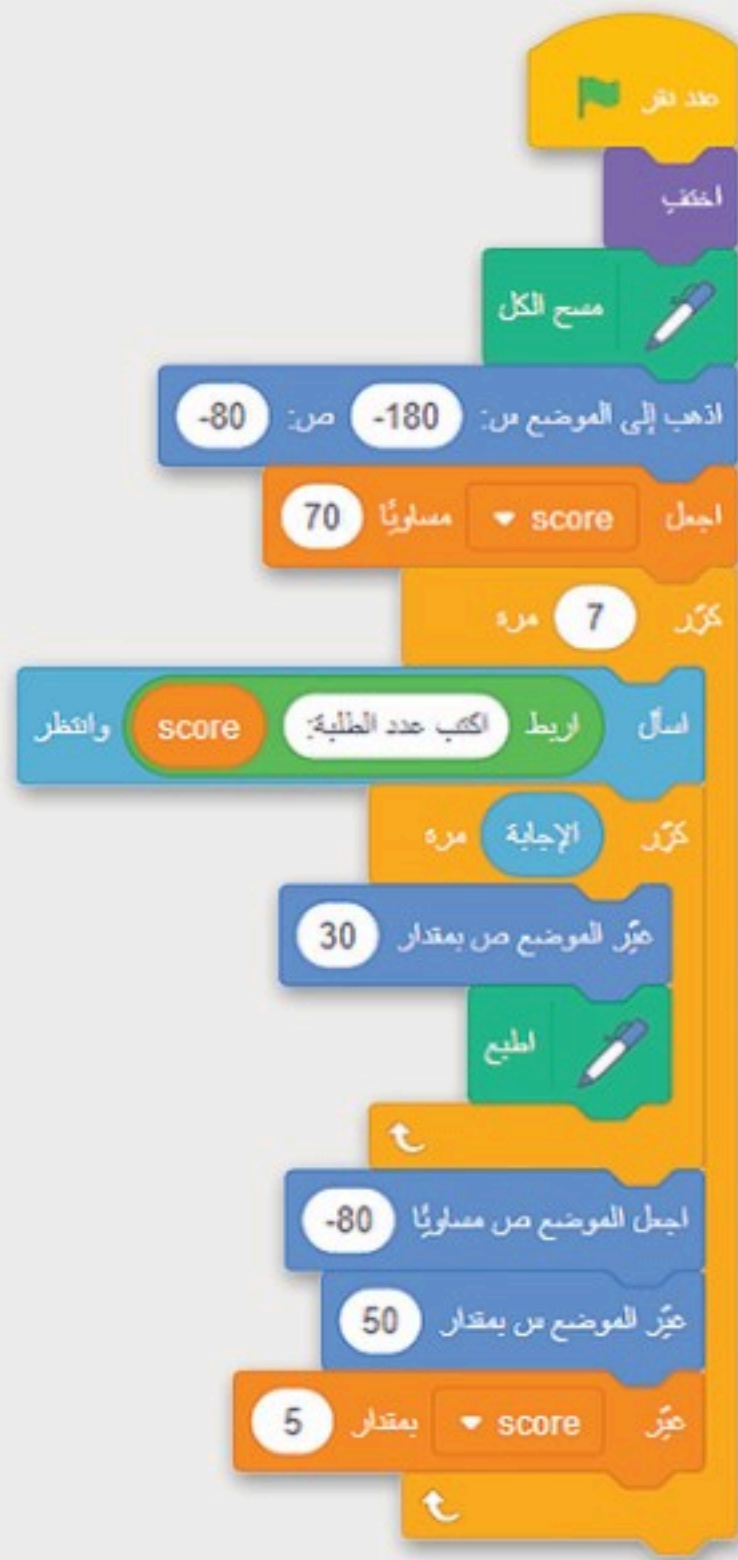 عند نقر
اختفِ
مسح الكل
اذهب إلى الموضع س: -180 ص: -80
اجعل score مساويًا 70
كرّر 7 مرة
اسأل اربط اكتب عدد الطلبة: score وانتظر
كرّر الإجابة مرة
غيّر الموضع ص بمقدار 30
اطبع
اجعل الموضع ص مساويًا -80
غيّر الموضع س بمقدار 50
غيّر score بمقدار 5